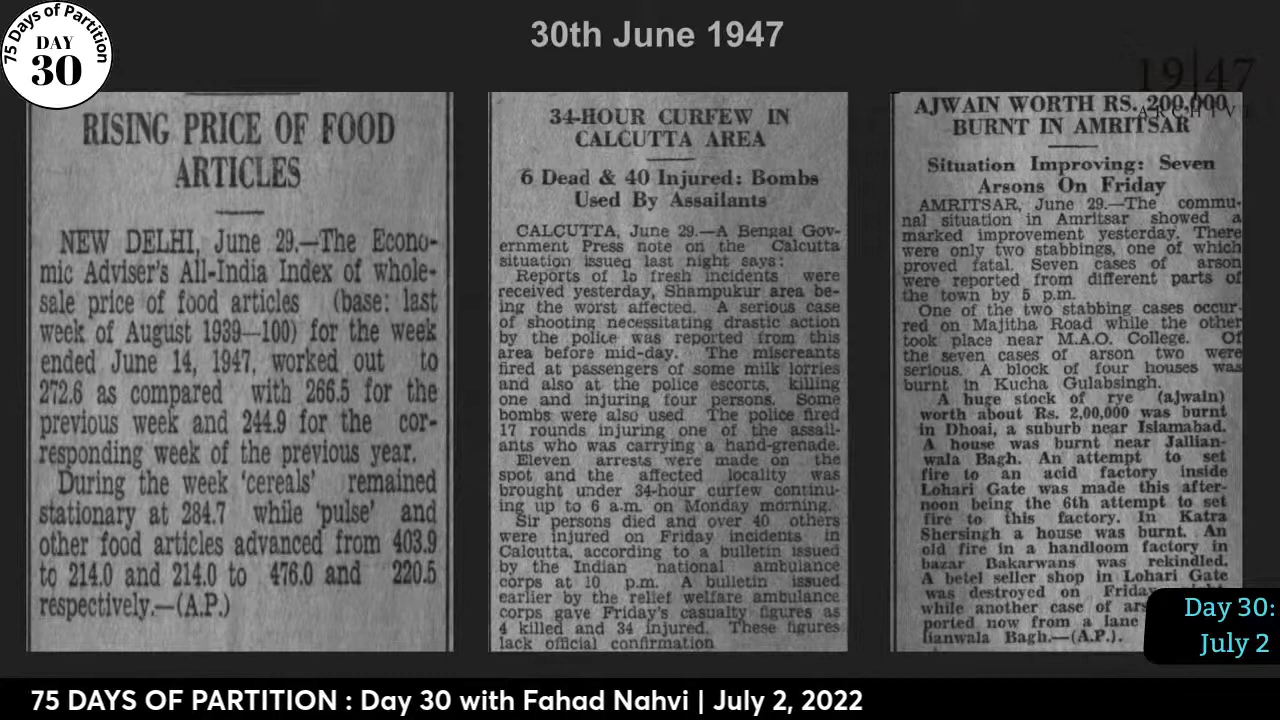 75 Days of Partition
DAY
30
30th June 1947
19|47
ARCHIVE
RISING PRICE OF FOOD
ARTICLES
NEW DELHI, June 29.—The Econo-
mic Adviser's All-India Index of whole-
sale price of food articles (base: last
week of August 1939—100) for the week
ended June 14, 1947, worked out to
272.6 as compared with 266.5 for the
previous week and 244.9 for the cor-
responding week of the previous year.
During the week 'cereals' remained
stationary at 284.7 while 'pulse' and
other food articles advanced from 403.9
to 214.0 and 214.0 to 476.0 and 220.5
respectively.—(A.P.)
34-HOUR CURFEW IN
CALCUTTA AREA
6 Dead & 40 Injured: Bombs
Used By Assailants
CALCUTTA, June 29.—A Bengal Gov-
ernment Press note on the Calcutta
situation issued last night says:
Reports of 1o fresh incidents were
received yesterday, Shampukur area be-
ing the worst affected. A serious case
of shooting necessitating drastic action
by the police was reported from this
area before mid-day. The miscreants
fired at passengers of some milk lorries
and also at the police escorts, killing
one and injuring four persons. Some
bombs were also used The police fired
17 rounds injuring one of the assail-
ants who was carrying a hand-grenade.
Eleven arrests were made on the
spot and the affected locality was
brought under 34-hour curfew continu-
ing up to 6 a.m. on Monday morning.
Sir persons died and over 40 others
were injured on Friday incidents in
Calcutta, according to a bulletin issued
by the Indian national ambulance
corps at 10 p.m. A bulletin issued
earlier by the relief welfare ambulance
corps gave Friday's casualty figures as
4 killed and 34 injured. These figures
lack official confirmation
AJWAIN WORTH RS. 200,000
BURNT IN AMRITSAR
Situation Improving: Seven
Arsons On Friday
AMRITSAR, June 29.—The commu-
nal situation in Amritsar showed a
marked improvement yesterday. There
were only two stabbings, one of which
proved fatal. Seven cases of arson
were reported from different parts of
the town by 5 p.m.
One of the two stabbing cases occur-
red on Majitha Road while the other
took place near M.A.O. College. Of
the seven cases of arson two were
serious. A block of four houses was
burnt in Kucha Gulabsingh.
A huge stock of rye (ajwain)
worth about Rs. 2,00,000 was burnt
in Dhoai, a suburb near Islamabad.
A house was burnt near Jallian-
wala Bagh. An attempt to set
fire to an acid factory inside
Lohari Gate was made this after-
noon being the 6th attempt to set
fire to this factory. In Katra
Shersingh a house was burnt. An
old fire in a handloom factory in
bazar Bakarwans was rekindled.
A betel seller shop in Lohari Gate
was destroyed on Friday
while another case of
ported now from a lane
lianwala Bagh.—(A.P.).
Day 30:
July 2
75 DAYS OF PARTITION : Day 30 with Fahad Nahvi | July 2, 2022